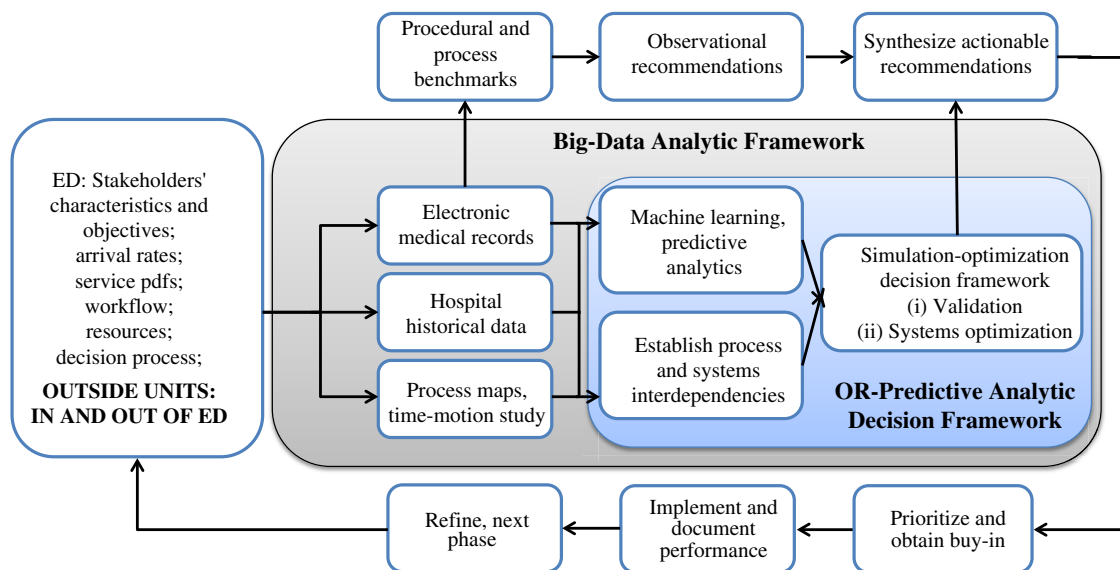 Procedural and
process
benchmarks
Observational
recommendations
Synthesize actionable
recommendations
Big-Data Analytic Framework
ED: Stakeholders'
characteristics and
objectives;
arrival rates;
service pdfs;
workflow;
resources;
decision process;
OUTSIDE UNITS:
IN AND OUT OF ED
Electronic
medical records
Hospital
historical data
Process maps,
time-motion study
Machine learning,
predictive
analytics
Establish process
and systems
interdependencies
Simulation-optimization
decision framework
(i) Validation
(ii) Systems optimization
OR-Predictive Analytic
Decision Framework
Refine, next
phase
Implement and
document
performance
Prioritize and
obtain buy-in